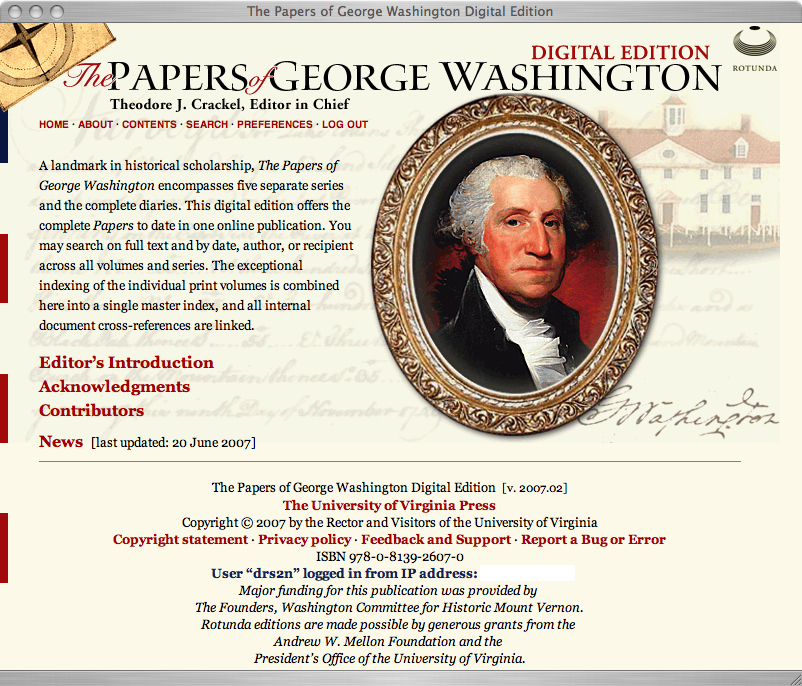 The Papers of George Washington Digital Edition
DIGITAL EDITION
The PAPERS of GEORGE WASHINGTON
ROTUNDA
Theodore J. Crackel, Editor in Chief
HOME · ABOUT · CONTENTS · SEARCH · PREFERENCES · LOG OUT
A landmark in historical scholarship, The Papers of
George Washington encompasses five separate series
and the complete diaries. This digital edition offers the
complete Papers to date in one online publication. You
may search on full text and by date, author, or recipient
across all volumes and series. The exceptional
indexing of the individual print volumes is combined
here into a single master index, and all internal
document cross-references are linked.
Editor's Introduction
Acknowledgments
Contributors
G Washington
News [last updated: 20 June 2007]
The Papers of George Washington Digital Edition [v. 2007.02]
The University of Virginia Press
Copyright © 2007 by the Rector and Visitors of the University of Virginia
Copyright statement · Privacy policy · Feedback and Support · Report a Bug or Error
ISBN 978-0-8139-2607-0
User “drs2n” logged in from IP address:
Major funding for this publication was provided by
The Founders, Washington Committee for Historic Mount Vernon.
Rotunda editions are made possible by generous grants from the
Andrew W. Mellon Foundation and the
President's Office of the University of Virginia.